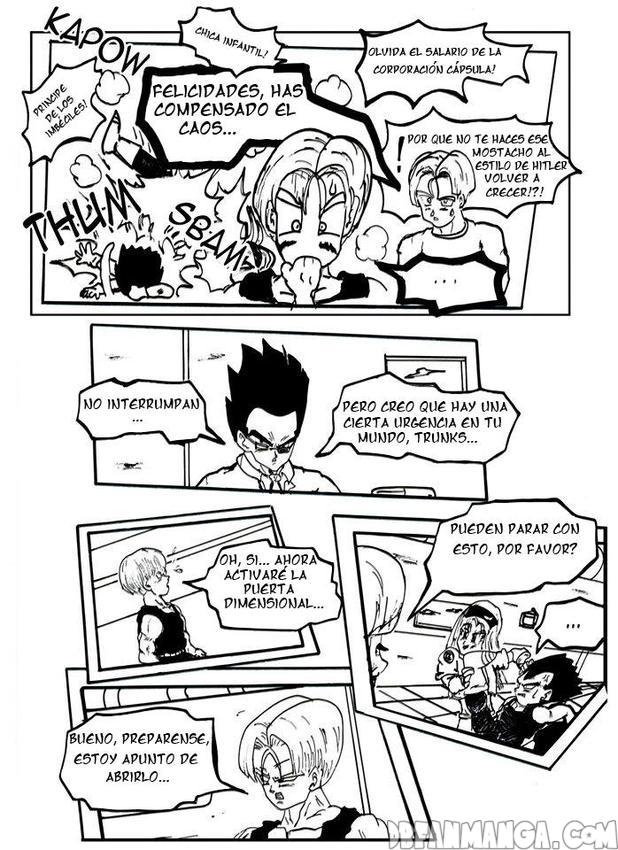 KAPOW
CHICA INFANTIL!
OLVIDA EL SALARIO DE LA
CORPORACIÓN CÁPSULA!
PRINCIPE
DE LOS
IMBÉCILES!
FELICIDADES, HAS
COMPENSADO EL
CAOS...
!
POR QUE NO TE HACES ESE
MOSTACHO AL
ESTILO DE HITLER
VOLVER A
CRECER!?!
THUM
SBAM
...
NO INTERRUMPAN
...
PERO CREO QUE HAY UNA
CIERTA URGENCIA EN TU
MUNDO, TRUNKS...
OH, SI... AHORA
ACTIVARÉ LA
PUERTA
DIMENSIONAL...
PUEDEN PARAR CON
ESTO, POR FAVOR?
...
BUENO, PREPARENSE,
ESTOY APUNTO DE
ABRIRLO...
DBFANMANGA.COM